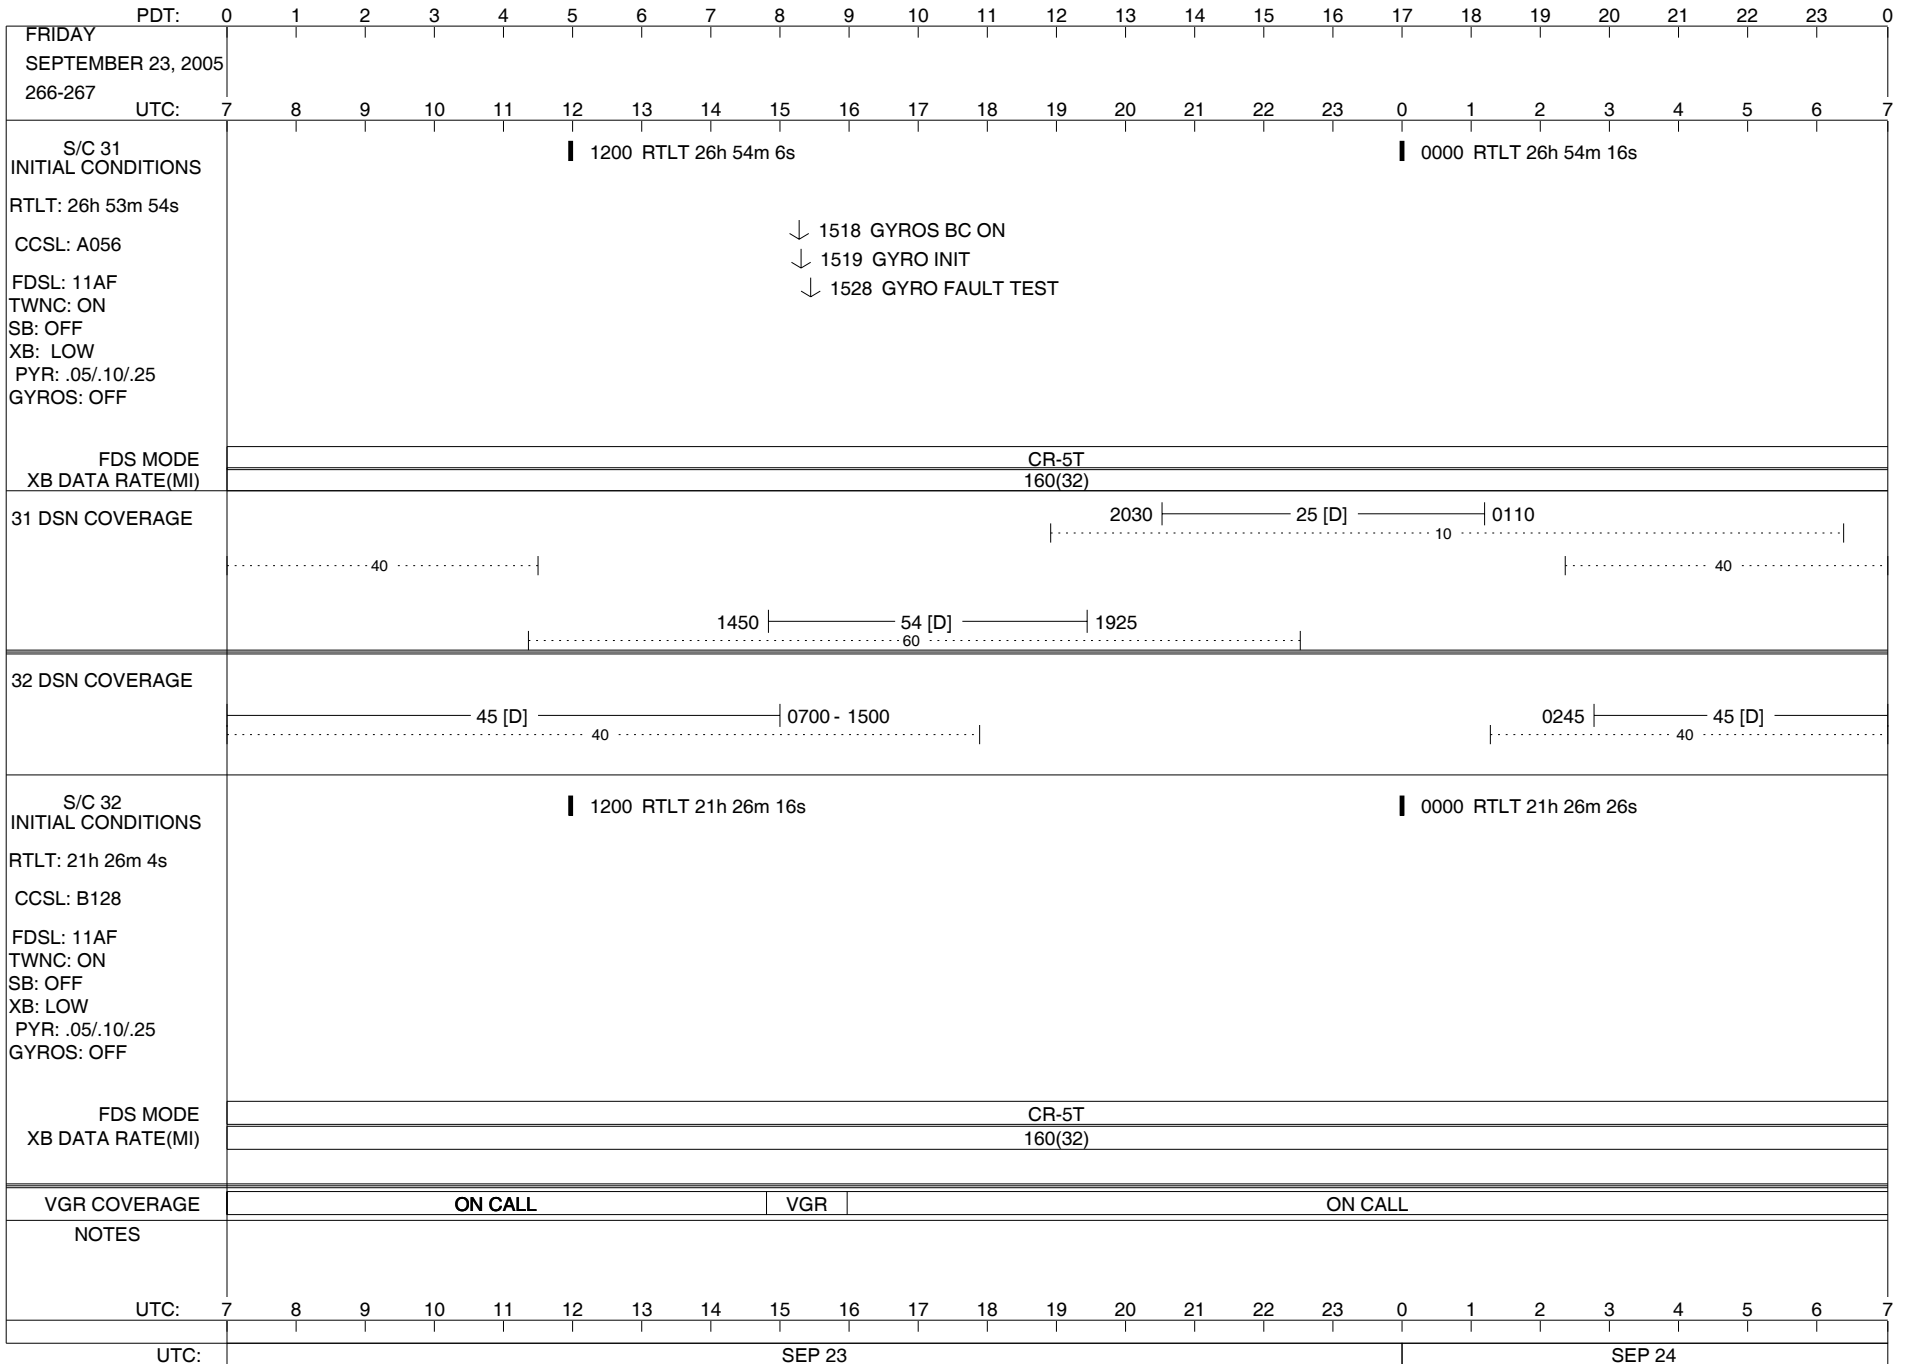 PDT: 0 1 2 3 4 5 6 7 8 9 10 11 12 13 14 15 16 17 18 19 20 21 22 23 0
FRIDAY
SEPTEMBER 23, 2005
266-267
UTC: 7 8 9 10 11 12 13 14 15 16 17 18 19 20 21 22 23 0 1 2 3 4 5 6 7
S/C 31
INITIAL CONDITIONS
1200 RTLT 26h 54m 6s
0000 RTLT 26h 54m 16s
RTLT: 26h 53m 54s
1518 GYROS BC ON
CCSL: A056
1519 GYRO INIT
FDSL: 11AF
1528 GYRO FAULT TEST
TWNC: ON
SB: OFF
XB: LOW
PYR: .05/.10/.25
GYROS: OFF
FDS MODE CR-5T
XB DATA RATE(MI) 160(32)
31 DSN COVERAGE
2030 25 [D] 0110
10
40 40
1450 54 [D] 1925
60
32 DSN COVERAGE
45 [D] 0700 - 1500 0245 45 [D]
40 40
S/C 32
INITIAL CONDITIONS
1200 RTLT 21h 26m 16s
0000 RTLT 21h 26m 26s
RTLT: 21h 26m 4s
CCSL: B128
FDSL: 11AF
TWNC: ON
SB: OFF
XB: LOW
PYR: .05/.10/.25
GYROS: OFF
FDS MODE CR-5T
XB DATA RATE(MI) 160(32)
VGR COVERAGE ON CALL VGR ON CALL
NOTES
UTC: 7 8 9 10 11 12 13 14 15 16 17 18 19 20 21 22 23 0 1 2 3 4 5 6 7
UTC: SEP 23 SEP 24